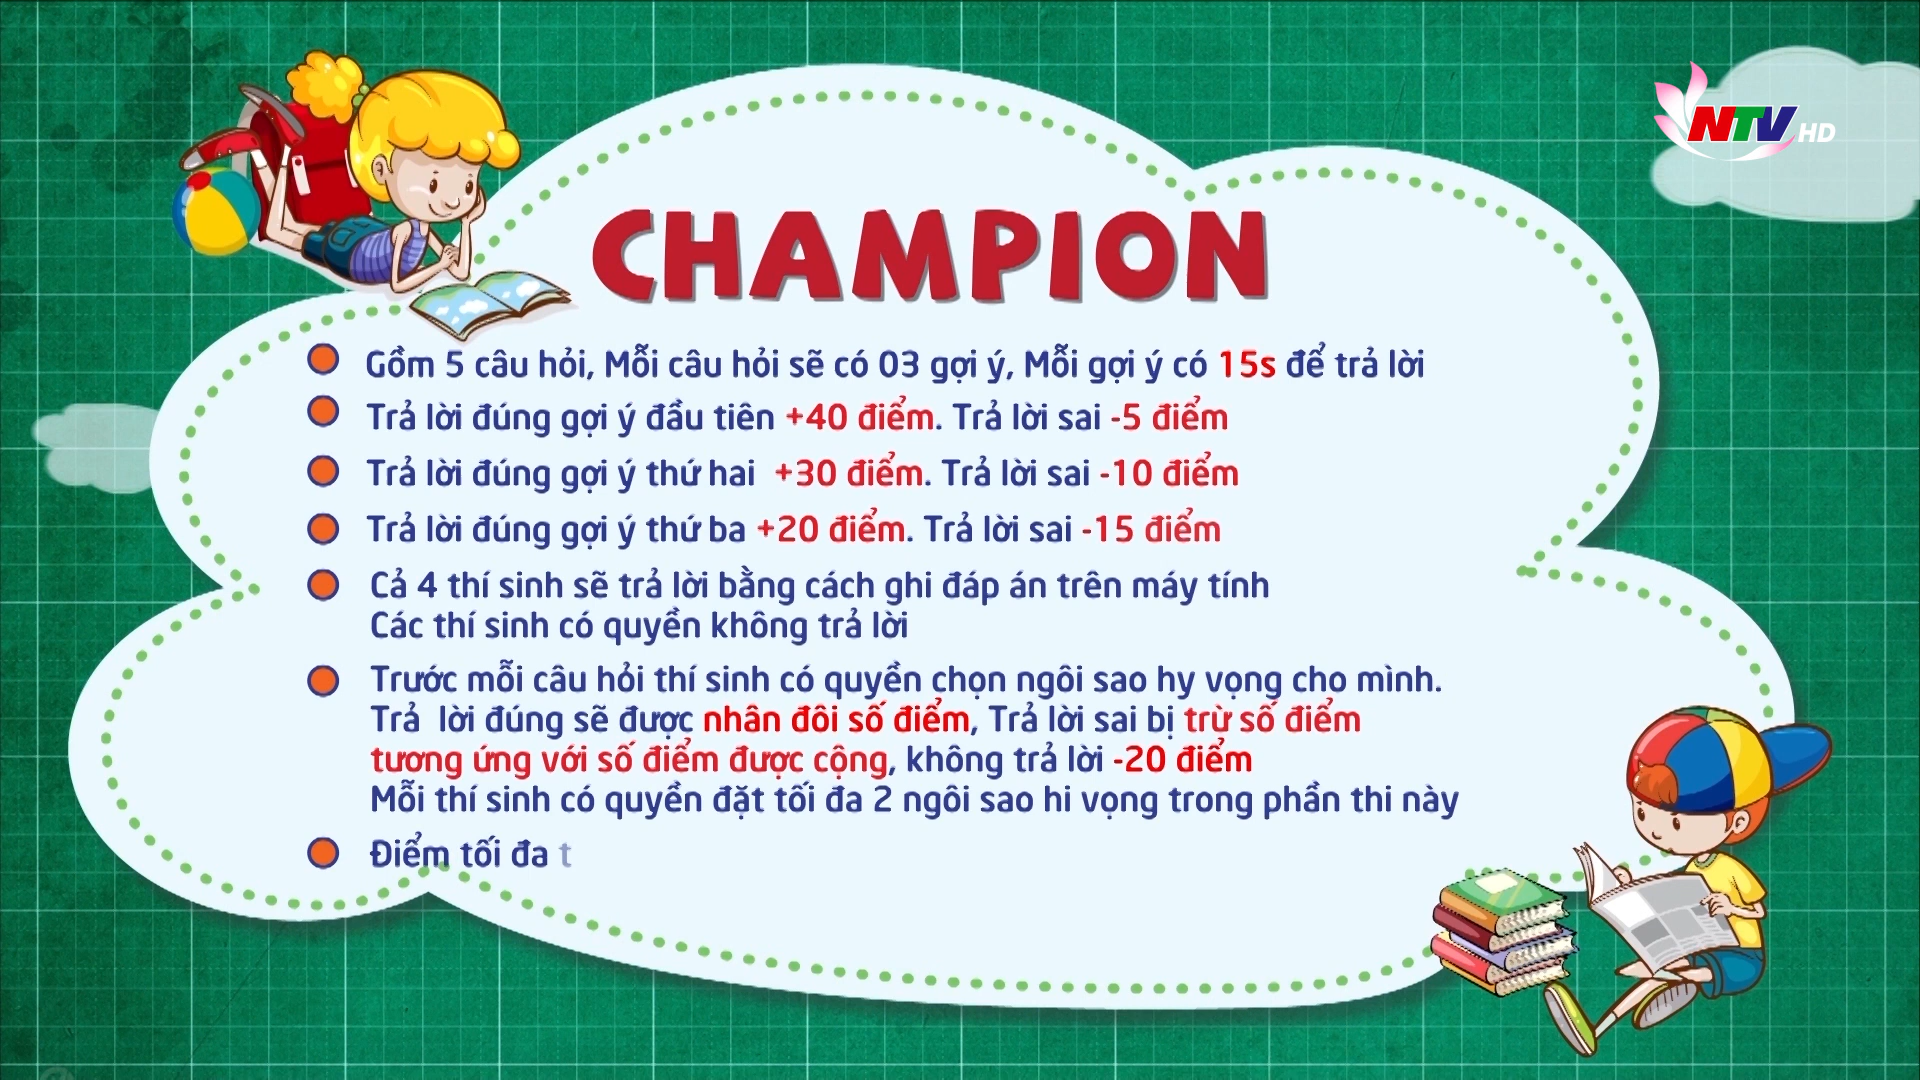 NTV HD
CHAMPION
Gồm 5 câu hỏi, Mỗi câu hỏi sẽ có 03 gợi ý, Mỗi gợi ý có 15s để trả lời
Trả lời đúng gợi ý đầu tiên +40 điểm. Trả lời sai -5 điểm
Trả lời đúng gợi ý thứ hai +30 điểm. Trả lời sai -10 điểm
Trả lời đúng gợi ý thứ ba +20 điểm. Trả lời sai -15 điểm
Cả 4 thí sinh sẽ trả lời bằng cách ghi đáp án trên máy tính
Các thí sinh có quyền không trả lời
Trước mỗi câu hỏi thí sinh có quyền chọn ngôi sao hy vọng cho mình.
Trả lời đúng sẽ được nhân đôi số điểm, Trả lời sai bị trừ số điểm
tương ứng với số điểm được cộng, không trả lời -20 điểm
Mỗi thí sinh có quyền đặt tối đa 2 ngôi sao hi vọng trong phần thi này
Điểm tối đa t